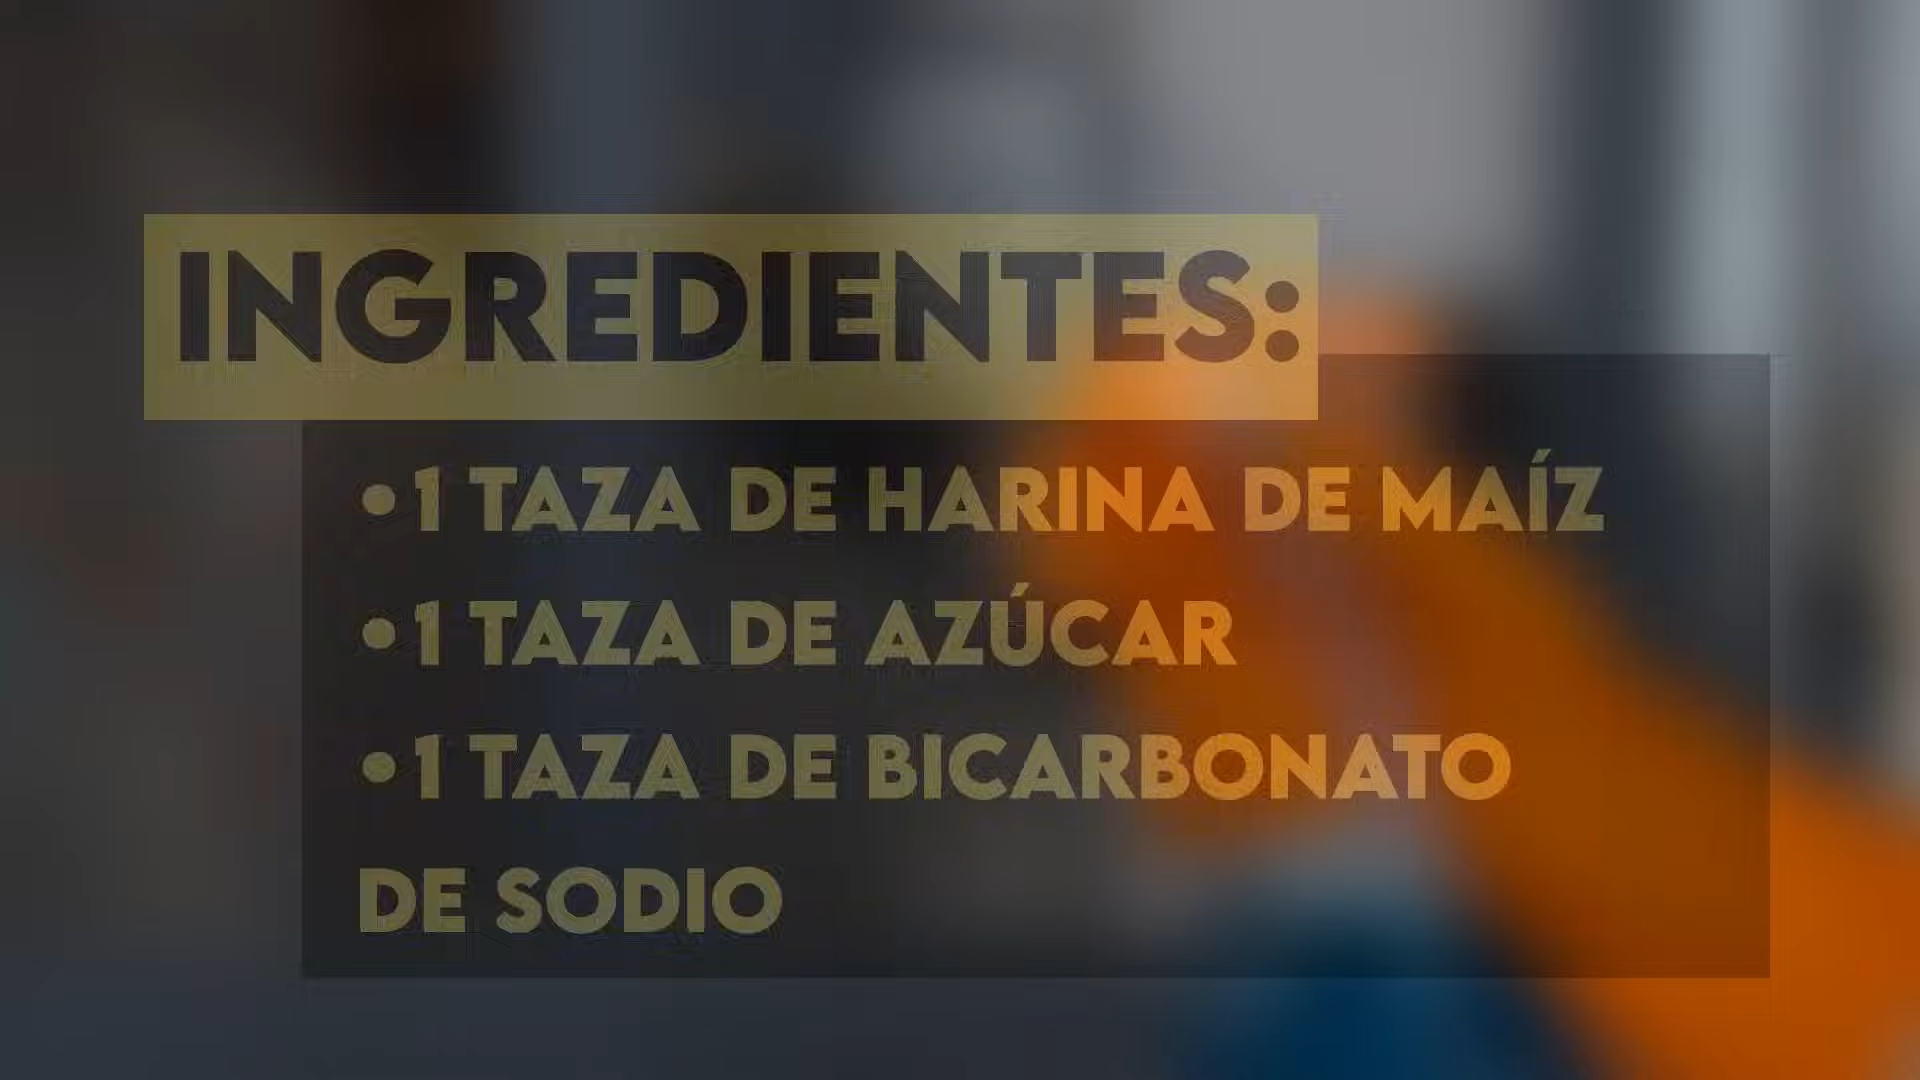 INGREDIENTES:
•1 TAZA DE HARINA DE MAÍZ
•1 TAZA DE AZÚCAR
•1 TAZA DE BICARBONATO
DE SODIO